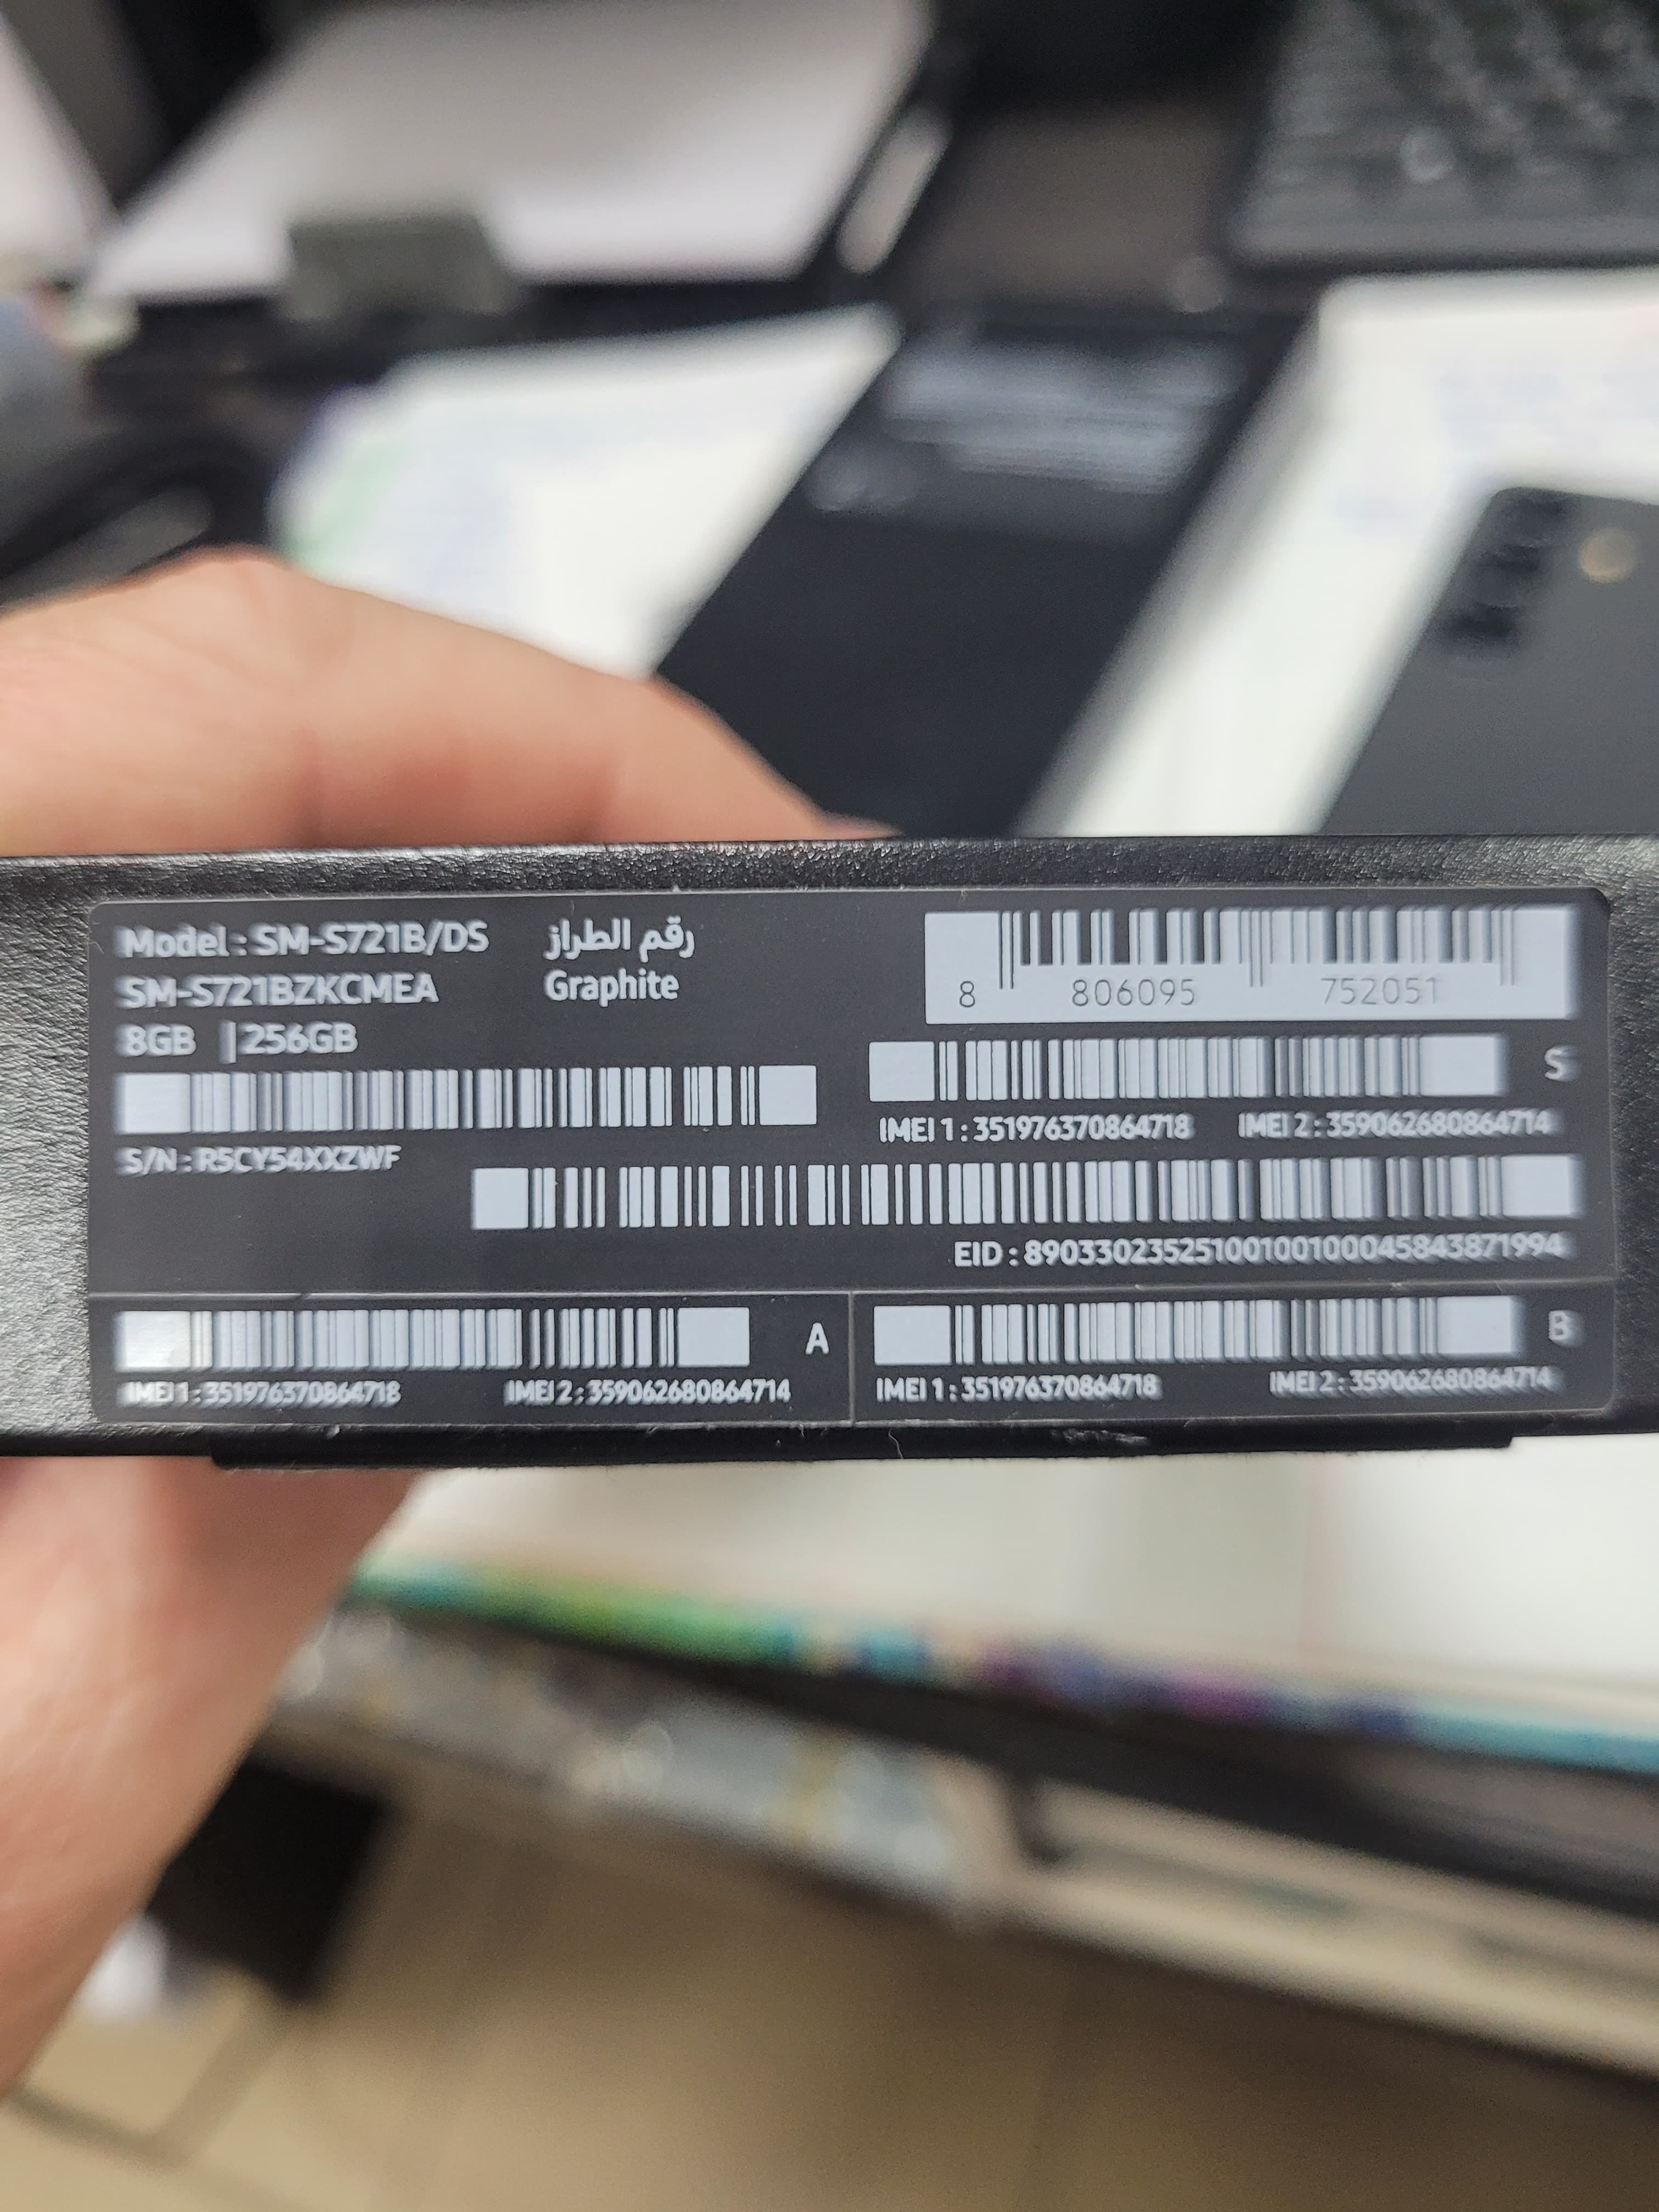 Model : SM-S721B/DS رقم الطراز
SM-S721BZKCMEA Graphite
8GB | 256GB
8 806095 752051
S
IMEI 1 : 351976370864718 IMEI 2 : 359062680864714
S/N : R5CY54XXZWF
EID : 89033023525100100100045843871994
A
IMEI 1 : 351976370864718 IMEI 2 : 359062680864714
B
IMEI 1 : 351976370864718 IMEI 2 : 359062680864714